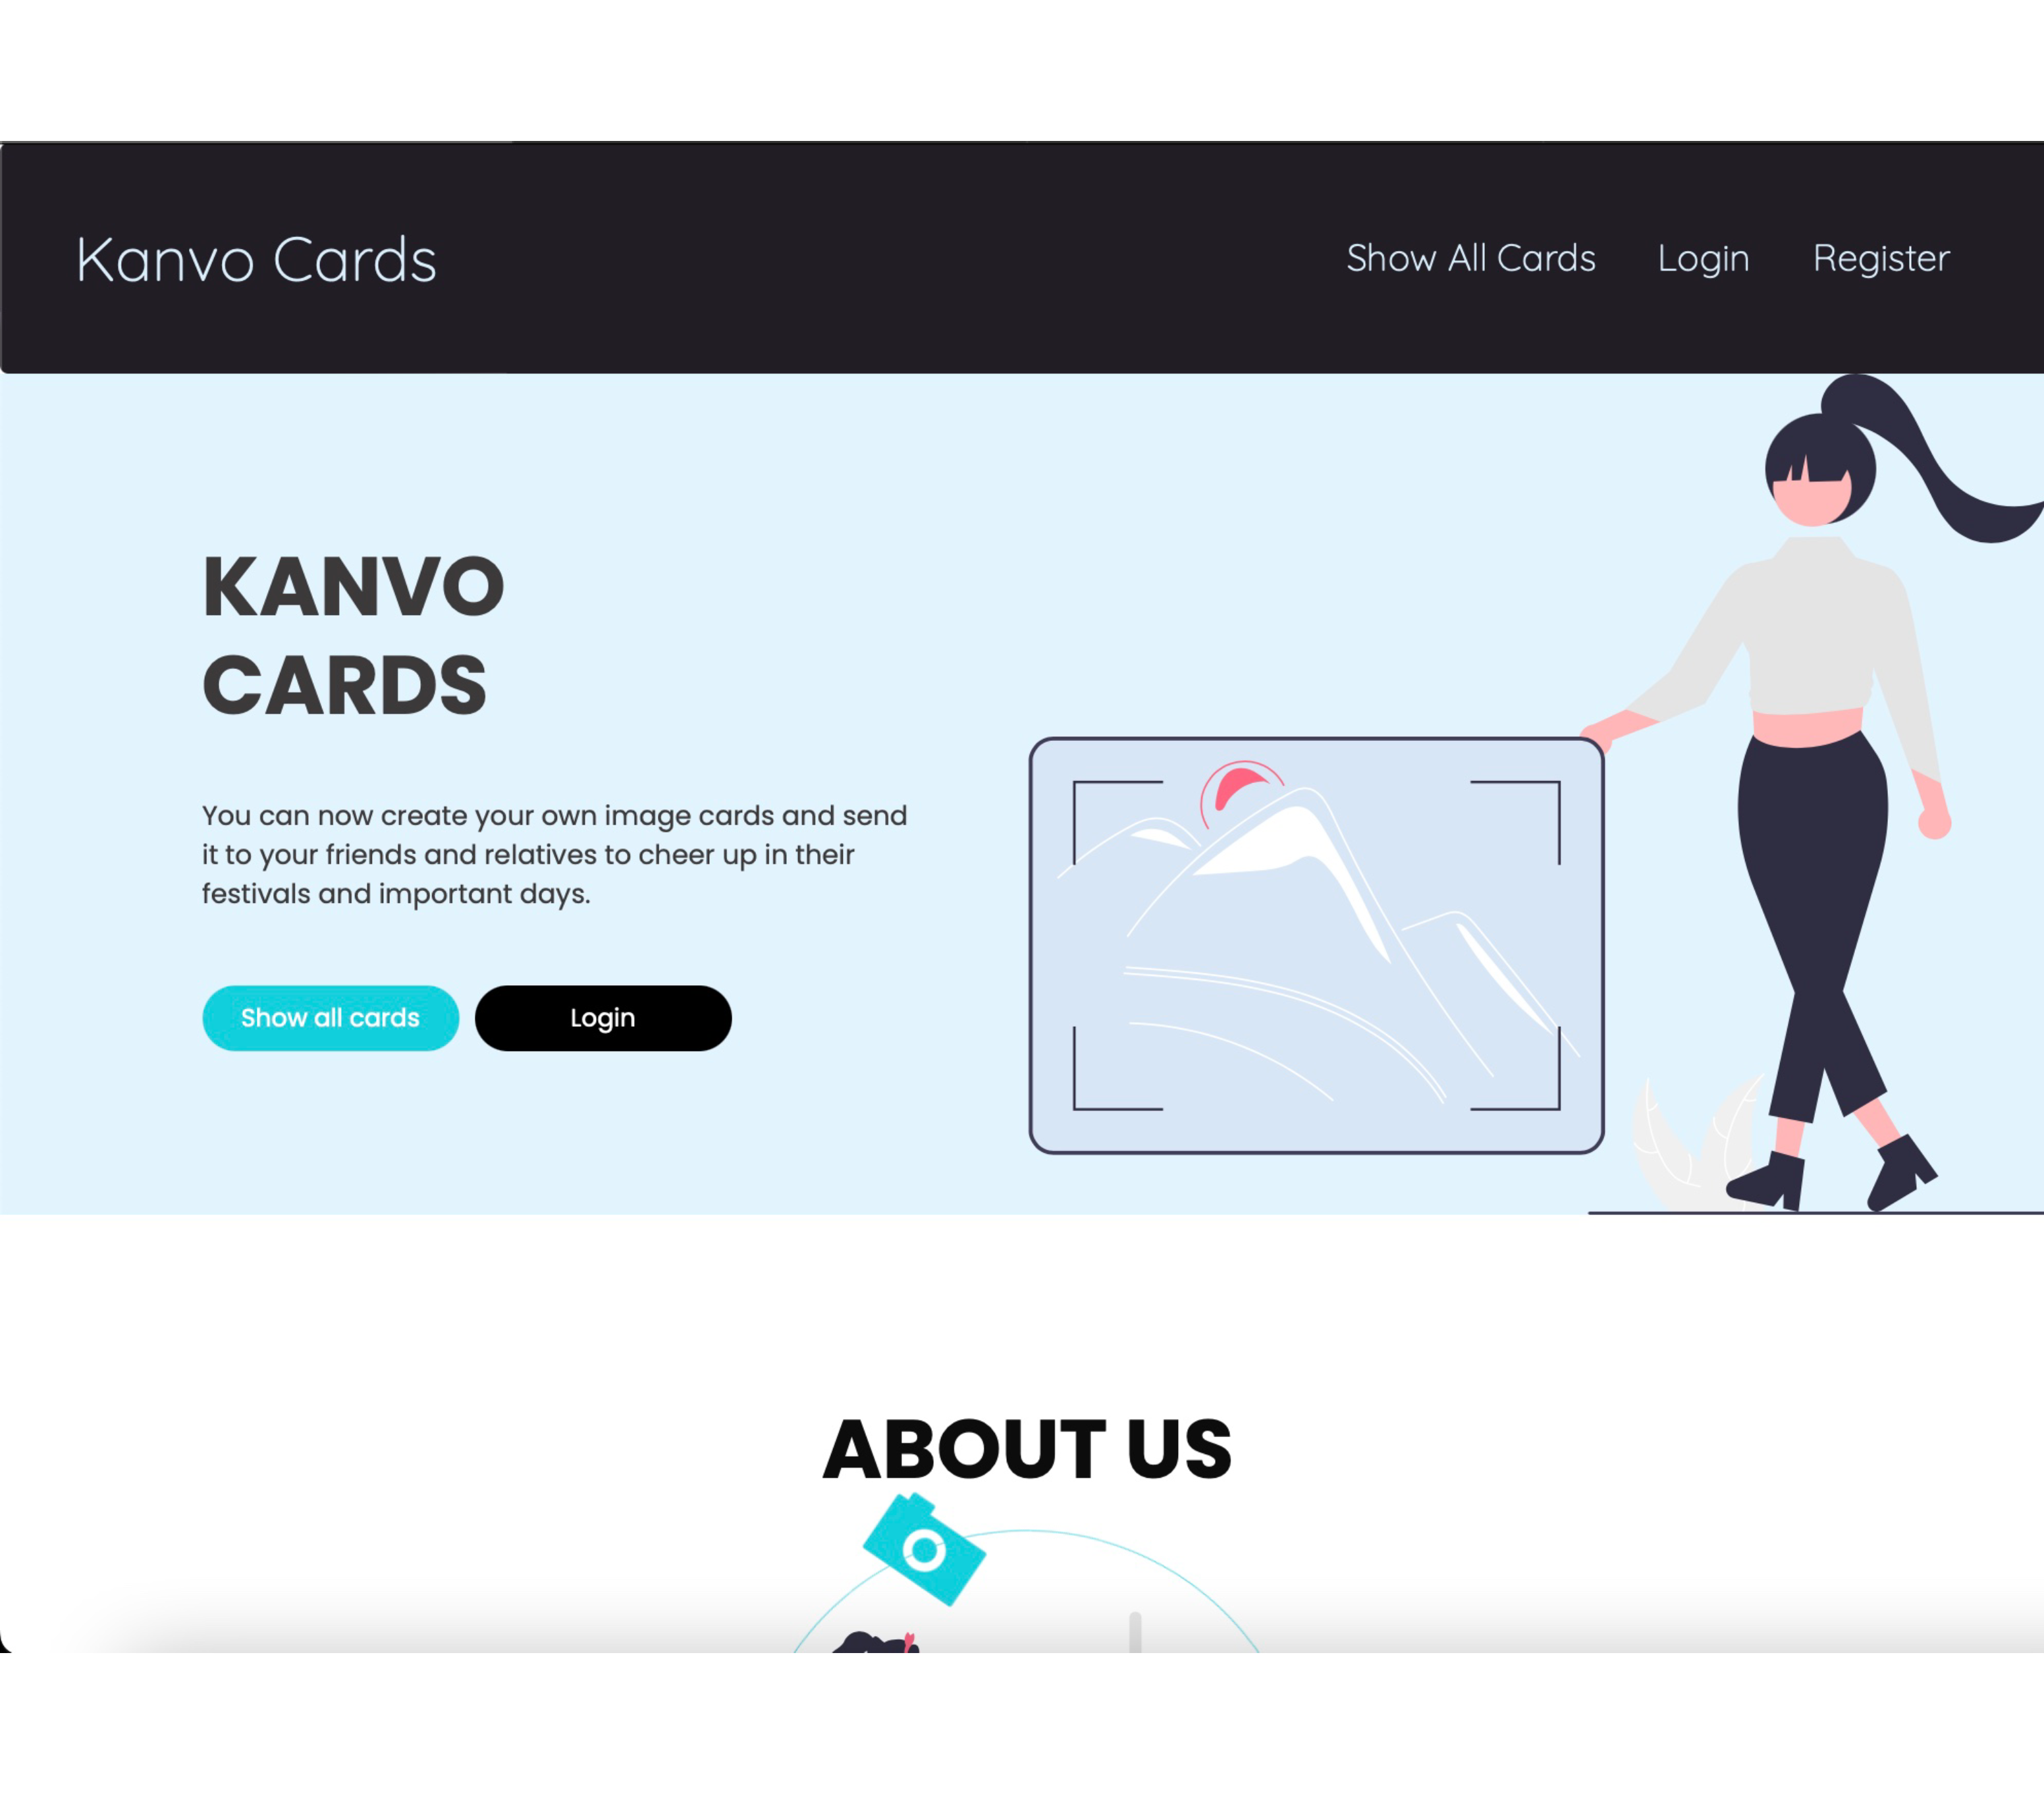 Kanvo Cards
Show All Cards
Login
Register
KANVO
CARDS
You can now create your own image cards and send
it to your friends and relatives to cheer up in their
festivals and important days.
Show all cards
Login
ABOUT US